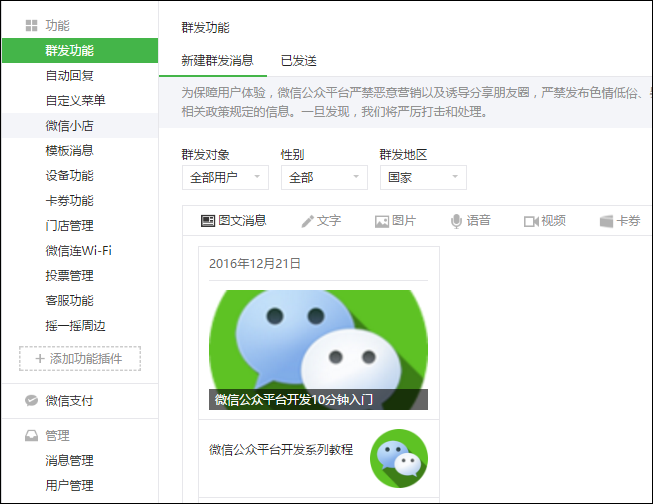 功能
群发功能
自动回复
自定义菜单
微信小店
模板消息
设备功能
卡券功能
门店管理
微信连Wi-Fi
投票管理
客服功能
摇一摇周边
+ 添加功能插件
微信支付
管理
消息管理
用户管理
群发功能
新建群发消息 已发送
为保障用户体验，微信公众平台严禁恶意营销以及诱导分享朋友圈，严禁发布色情低俗、
相关政策规定的信息。一旦发现，我们将严厉打击和处理。
群发对象 性别 群发地区
全部用户 全部 国家
图文消息 文字 图片 语音 视频 卡券
2016年12月21日
微信公众平台开发10分钟入门
微信公众平台开发系列教程